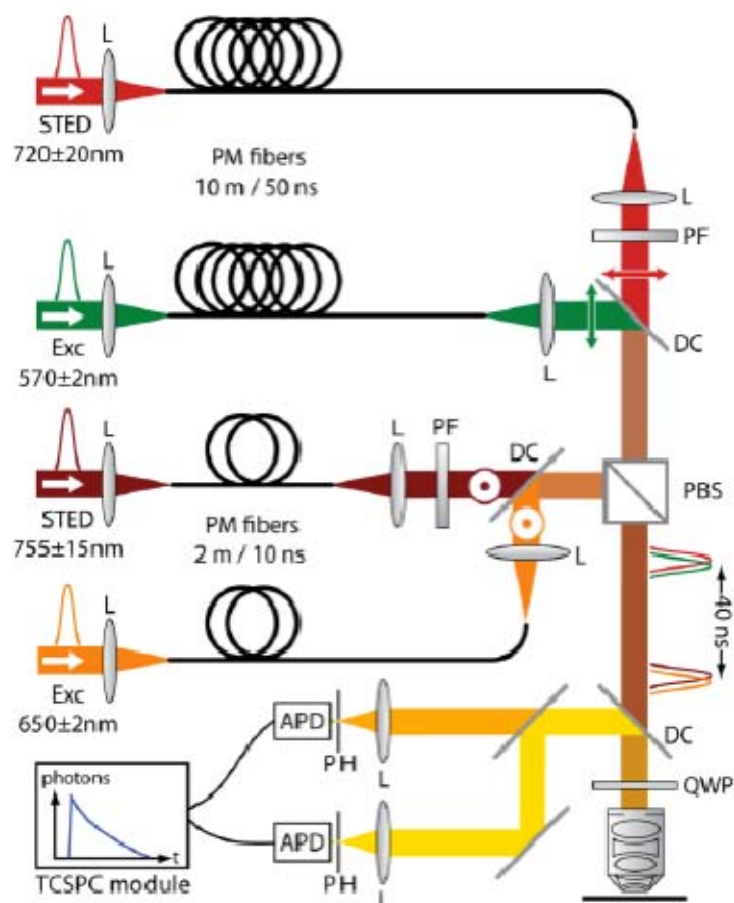 L
STED
720±20nm
PM fibers
10 m / 50 ns
L
PF
L
Exc
570±2nm
L
DC
L
STED
755±15nm
PM fibers
2 m / 10 ns
L
PF
DC
L
PBS
40 ns
L
Exc
650±2nm
APD
PH
L
DC
QWP
photons
t
TCSPC module
APD
PH
L